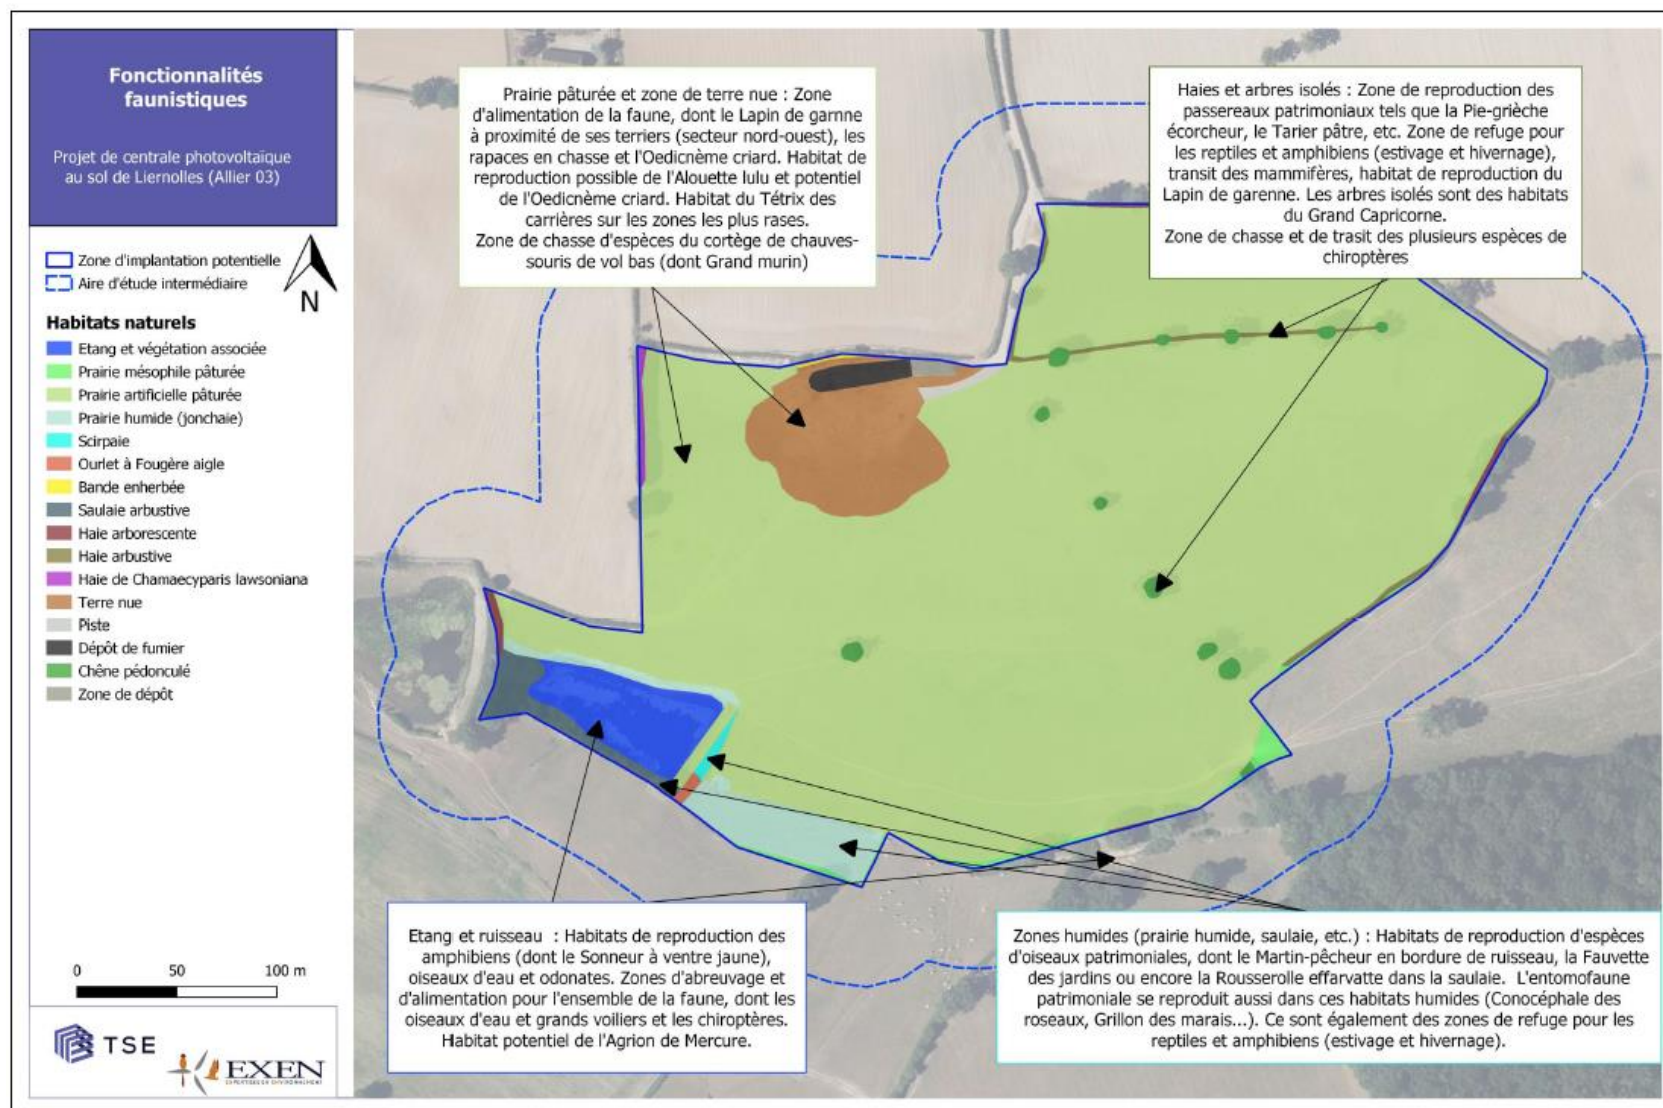 Fonctionnalités
faunistiques
Projet de centrale photovoltaïque
au sol de Liernolles (Allier 03)
Zone d'implantation potentielle
Aire d'étude intermédiaire
N
Habitats naturels
Etang et végétation associée
Prairie mésophile pâturée
Prairie artificielle pâturée
Prairie humide (jonchaie)
Scirpaie
Ourlet à Fougère aigle
Bande enherbée
Saulaie arbustive
Haie arborescente
Haie arbustive
Haie de Chamaecyparis lawsoniana
Terre nue
Piste
Dépôt de fumier
Chêne pédonculé
Zone de dépôt
0 50 100 m
TSE
EXEN
EXPERTISES EN ENVIRONNEMENT
Prairie pâturée et zone de terre nue : Zone
d'alimentation de la faune, dont le Lapin de garnne
à proximité de ses terriers (secteur nord-ouest), les
rapaces en chasse et l'Oedicnème criard. Habitat de
reproduction possible de l'Alouette lulu et potentiel
de l'Oedicnème criard. Habitat du Tétrix des
carrières sur les zones les plus rases.
Zone de chasse d'espèces du cortège de chauves-
souris de vol bas (dont Grand murin)
Haies et arbres isolés : Zone de reproduction des
passereaux patrimoniaux tels que la Pie-grièche
écorcheur, le Tarier pâtre, etc. Zone de refuge pour
les reptiles et amphibiens (estivage et hivernage),
transit des mammifères, habitat de reproduction du
Lapin de garenne. Les arbres isolés sont des habitats
du Grand Capricorne.
Zone de chasse et de trasit des plusieurs espèces de
chiroptères
Etang et ruisseau : Habitats de reproduction des
amphibiens (dont le Sonneur à ventre jaune),
oiseaux d'eau et odonates. Zones d'abreuvage et
d'alimentation pour l'ensemble de la faune, dont les
oiseaux d'eau et grands voiliers et les chiroptères.
Habitat potentiel de l'Agrion de Mercure.
Zones humides (prairie humide, saulaie, etc.) : Habitats de reproduction d'espèces
d'oiseaux patrimoniales, dont le Martin-pêcheur en bordure de ruisseau, la Fauvette
des jardins ou encore la Rousserolle effarvatte dans la saulaie. L'entomofaune
patrimoniale se reproduit aussi dans ces habitats humides (Conocéphale des
roseaux, Grillon des marais...). Ce sont également des zones de refuge pour les
reptiles et amphibiens (estivage et hivernage).